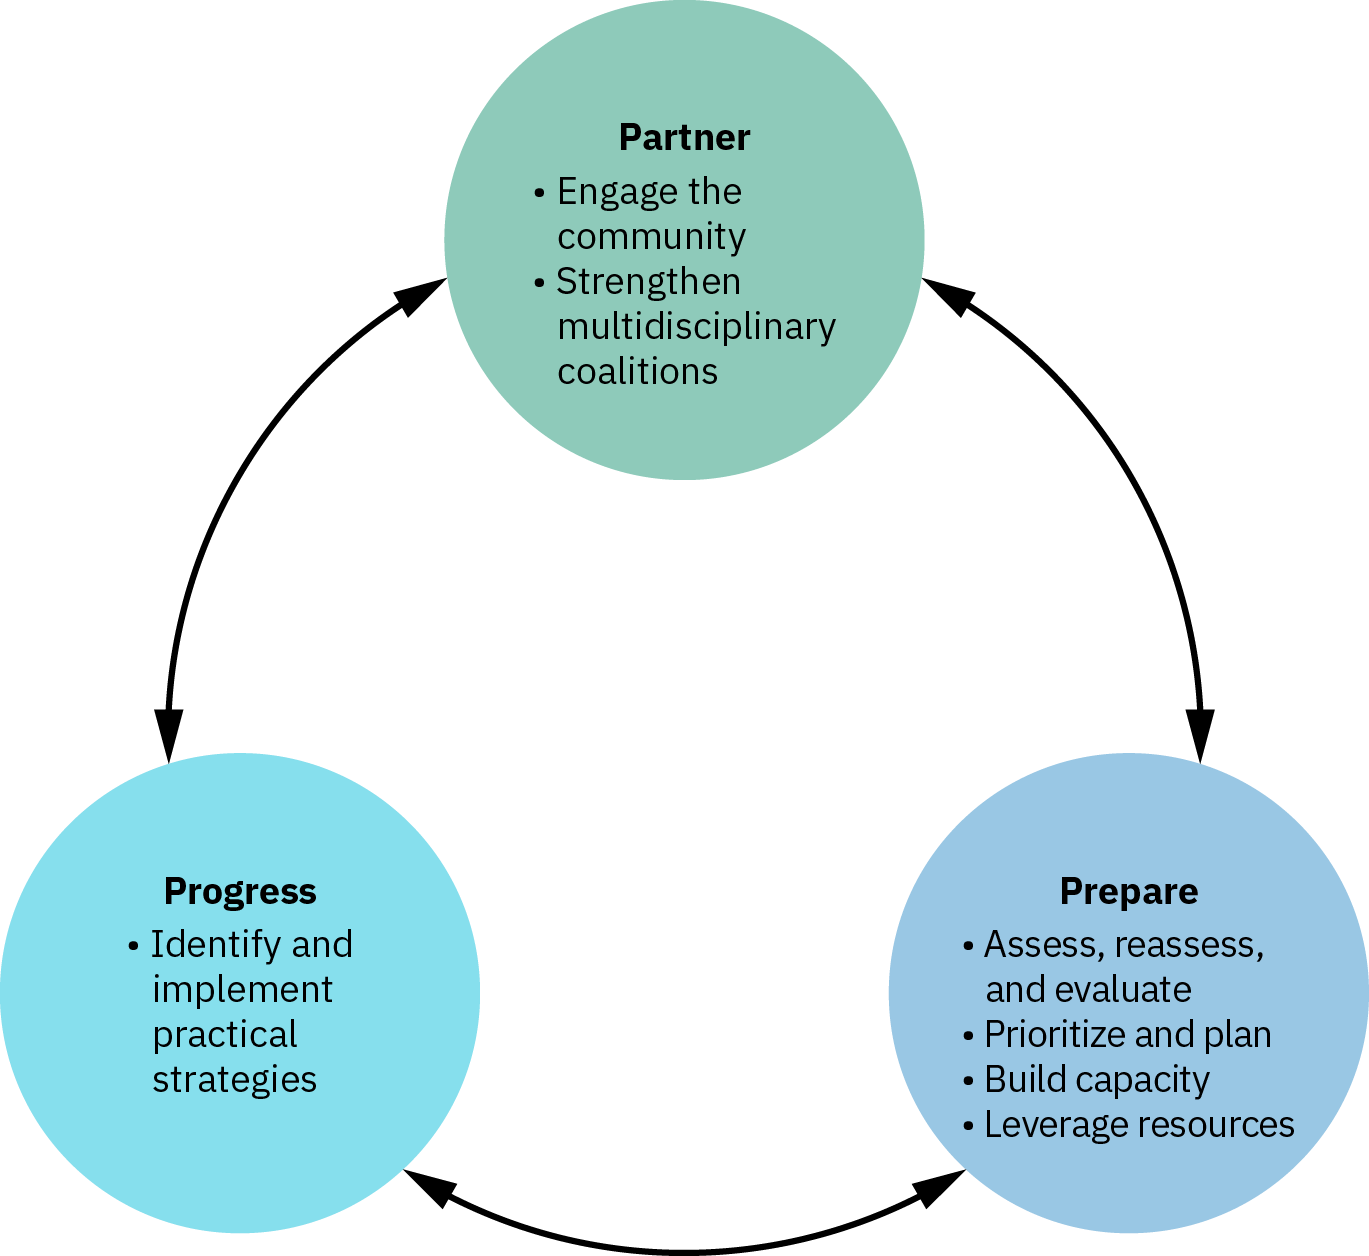 Partner
• Engage the
community
• Strengthen
multidisciplinary
coalitions
Progress
• Identify and
implement
practical
strategies
Prepare
• Assess, reassess,
and evaluate
• Prioritize and plan
• Build capacity
• Leverage resources